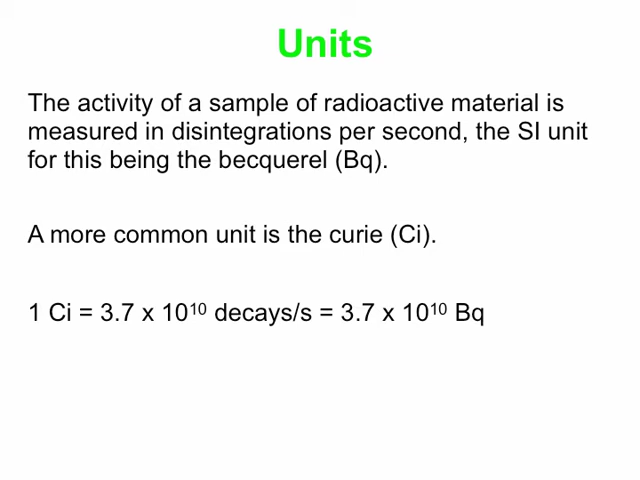 Units
The activity of a sample of radioactive material is
measured in disintegrations per second, the SI unit
for this being the becquerel (Bq).
A more common unit is the curie (Ci).
1 Ci = 3.7 x 10¹⁰ decays/s = 3.7 x 10¹⁰ Bq